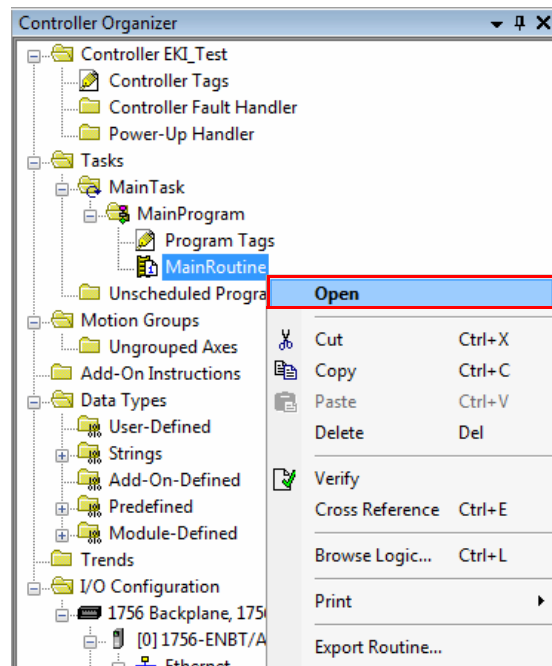 Controller Organizer
Controller EKI_Test
Controller Tags
Controller Fault Handler
Power-Up Handler
Tasks
MainTask
MainProgram
Program Tags
MainRoutine
Unscheduled Progra
Motion Groups
Ungrouped Axes
Add-On Instructions
Data Types
User-Defined
Strings
Add-On-Defined
Predefined
Module-Defined
Trends
I/O Configuration
1756 Backplane, 175
[0] 1756-ENBT/A
Ethernet
Open
Cut Ctrl+X
Copy Ctrl+C
Paste Ctrl+V
Delete Del
Verify
Cross Reference Ctrl+E
Browse Logic... Ctrl+L
Print
Export Routine...